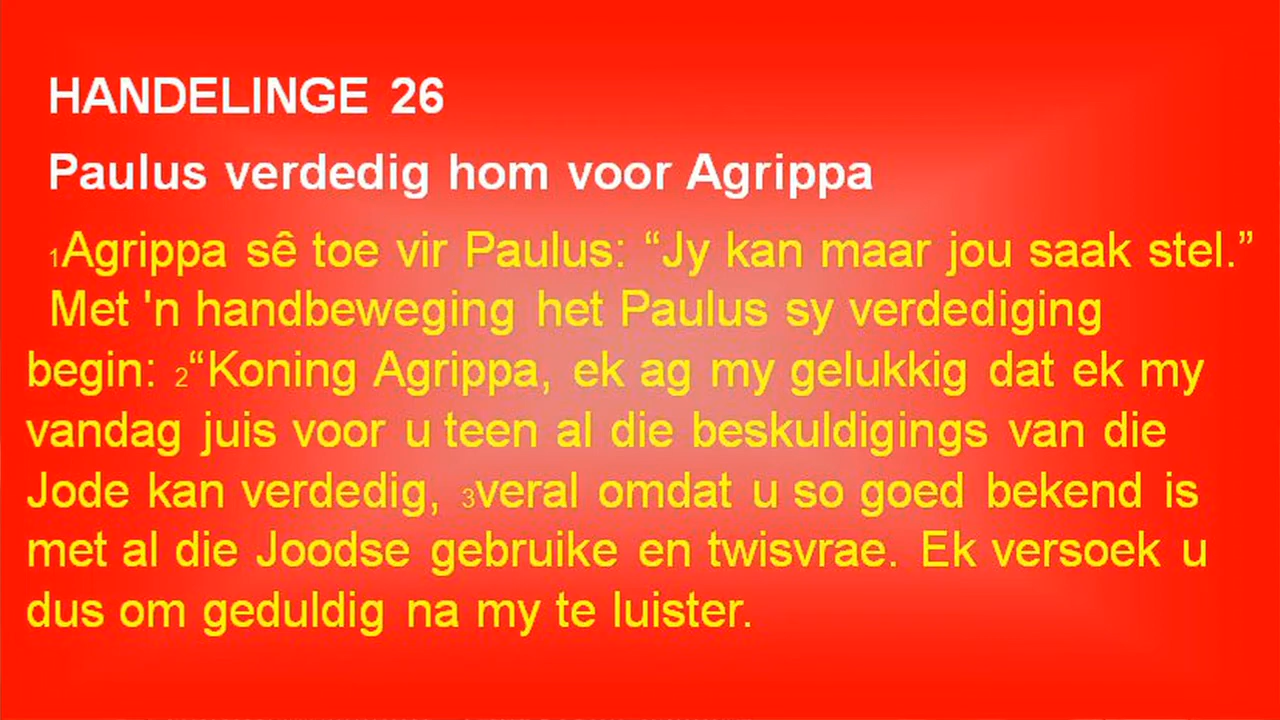 HANDELINGE 26
Paulus verdedig hom voor Agrippa
1Agrippa sê toe vir Paulus: “Jy kan maar jou saak stel.”
Met 'n handbeweging het Paulus sy verdediging
begin: 2“Koning Agrippa, ek ag my gelukkig dat ek my
vandag juis voor u teen al die beskuldigings van die
Jode kan verdedig, 3veral omdat u so goed bekend is
met al die Joodse gebruike en twisvrae. Ek versoek u
dus om geduldig na my te luister.